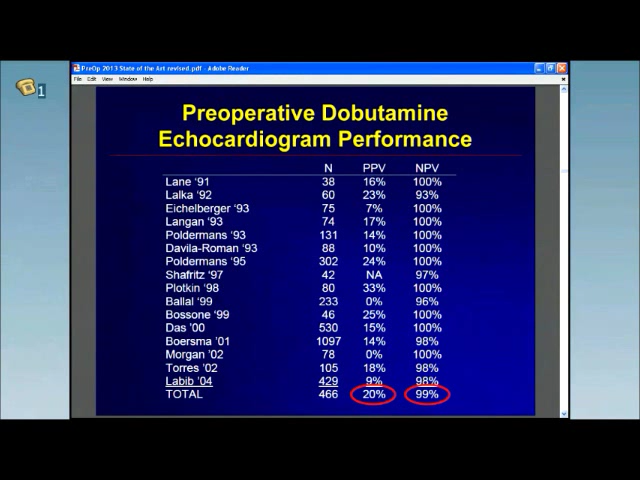 PreOp 2013 State of the Art revised.pdf - Adobe Reader
File Edit View Window Help
1
Preoperative Dobutamine
Echocardiogram Performance
N PPV NPV
Lane ‘91 38 16% 100%
Lalka ‘92 60 23% 93%
Eichelberger ‘93 75 7% 100%
Langan ‘93 74 17% 100%
Poldermans ‘93 131 14% 100%
Davila-Roman ‘93 88 10% 100%
Poldermans ‘95 302 24% 100%
Shafritz ‘97 42 NA 97%
Plotkin ‘98 80 33% 100%
Ballal ‘99 233 0% 96%
Bossone ‘99 46 25% 100%
Das ’00 530 15% 100%
Boersma ’01 1097 14% 98%
Morgan ’02 78 0% 100%
Torres ’02 105 18% 98%
Labib ’04 429 9% 98%
TOTAL 466 20% 99%